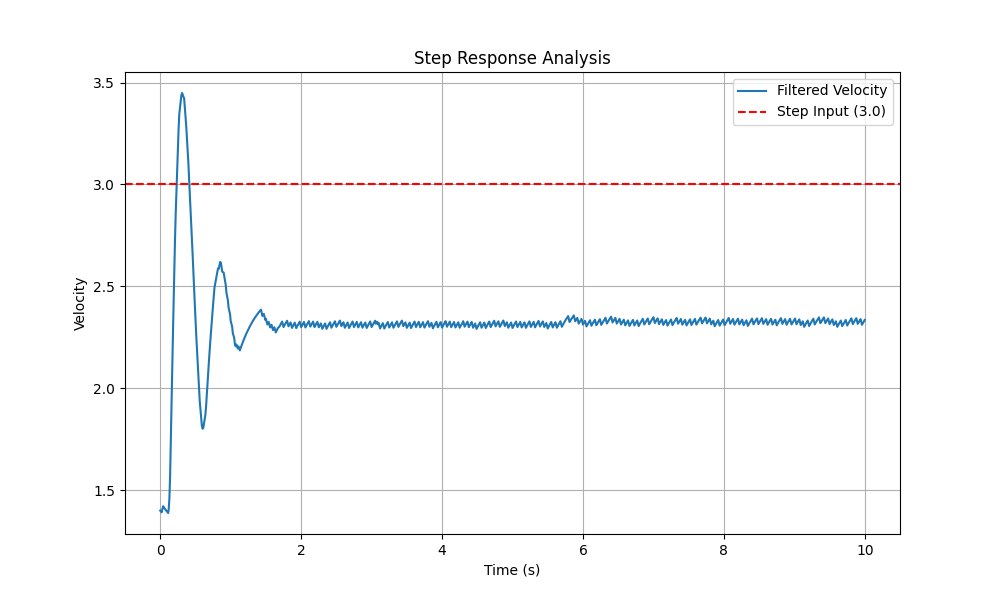 Step Response Analysis
Filtered Velocity
Step Input (3.0)
Velocity
3.5
3.0
2.5
2.0
1.5
0
2
4
6
8
10
Time (s)